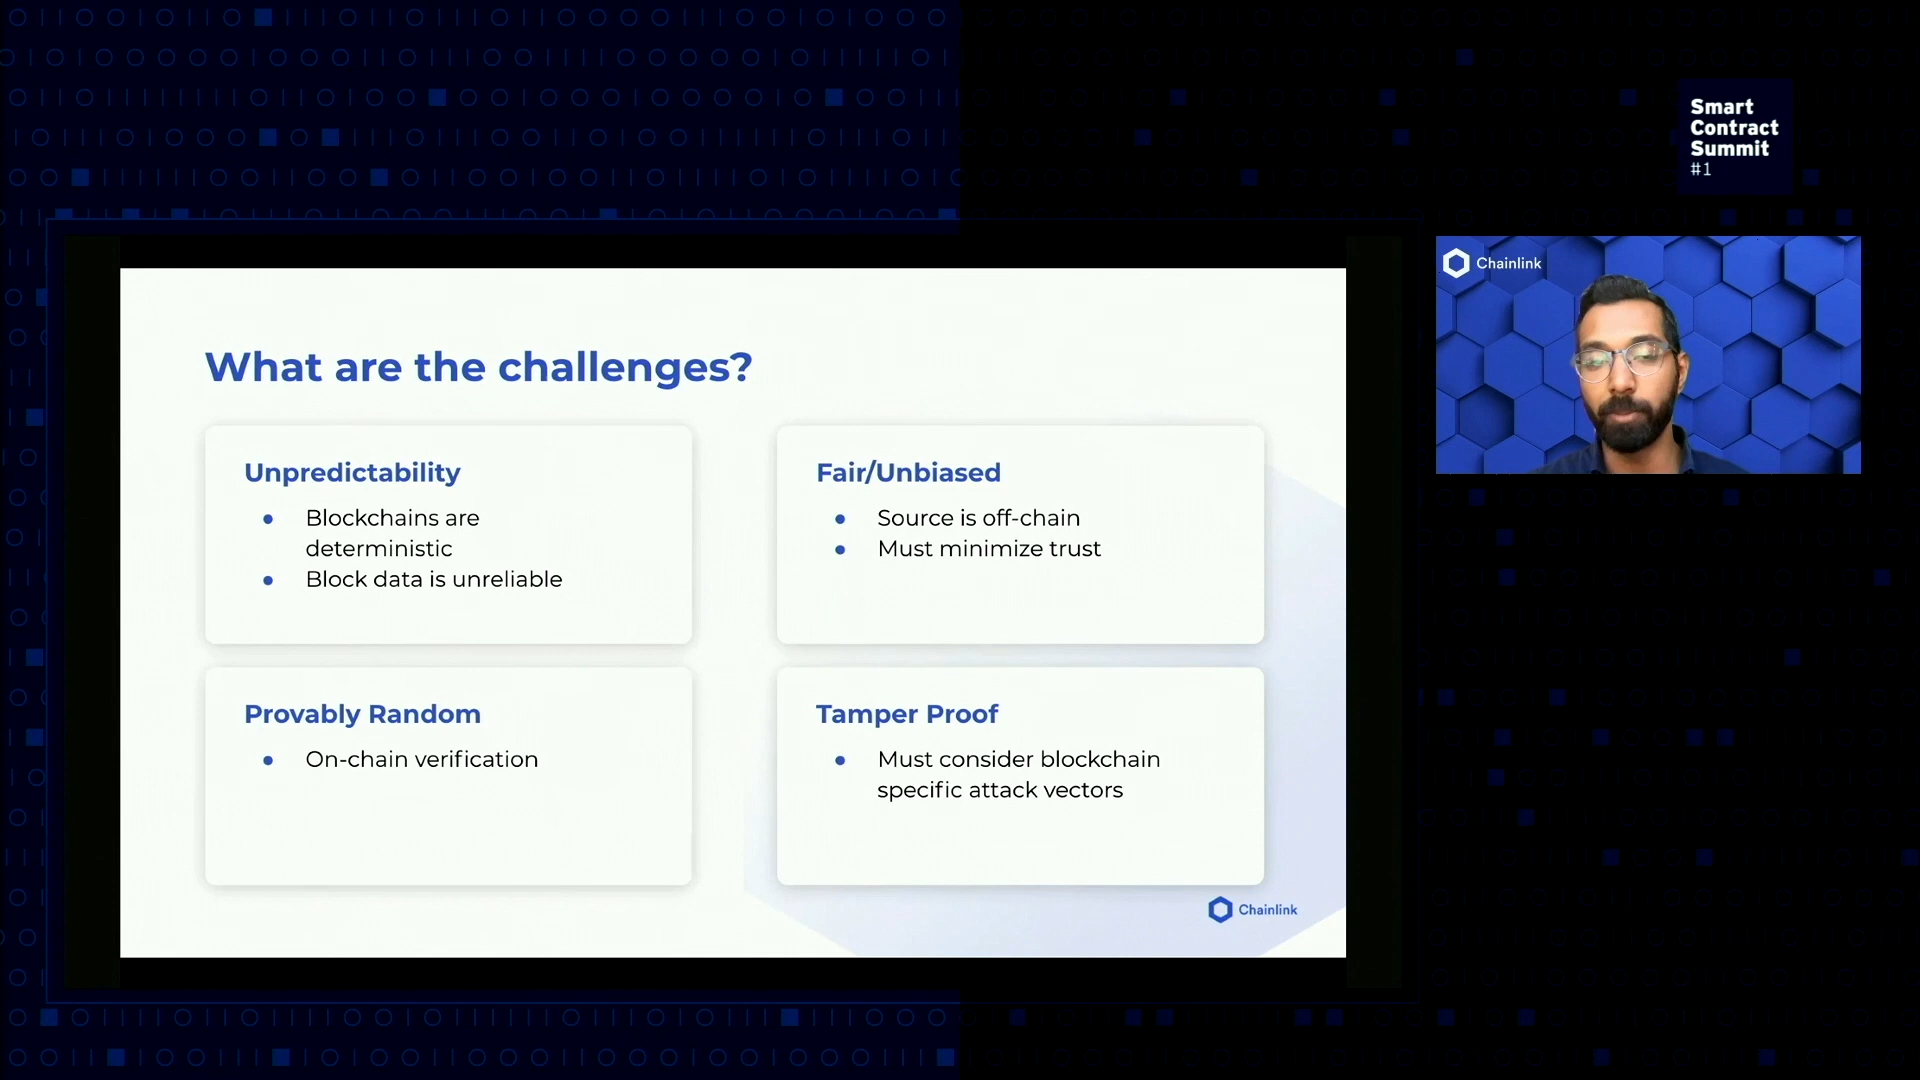 Smart
Contract
Summit
#1
Chainlink
What are the challenges?
Unpredictability
Blockchains are
deterministic
Block data is unreliable
Fair/Unbiased
Source is off-chain
Must minimize trust
Provably Random
On-chain verification
Tamper Proof
Must consider blockchain
specific attack vectors
Chainlink